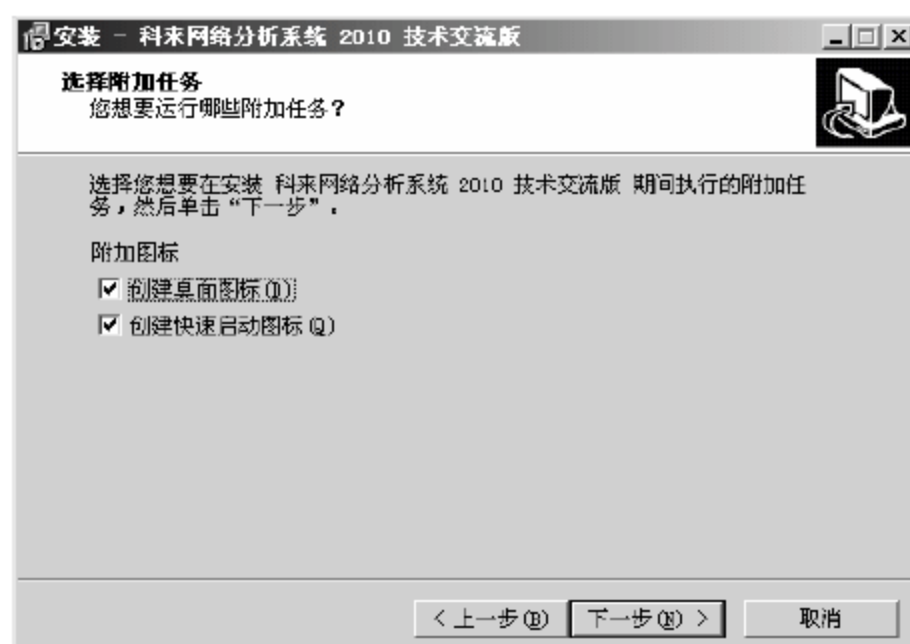 安装 - 科来网络分析系统 2010 技术交流版
选择附加任务
您想要运行哪些附加任务？
选择您想要在安装 科来网络分析系统 2010 技术交流版 期间执行的附加任
务，然后单击“下一步”。
附加图标
创建桌面图标(D)
创建快速启动图标(Q)
< 上一步(B)
下一步(N) >
取消